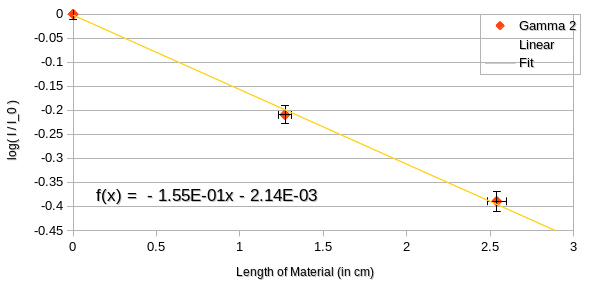 0
-0.05
-0.1
-0.15
-0.2
-0.25
-0.3
-0.35
-0.4
-0.45
log( I / I_0 )
Gamma 2
Linear
Fit
f(x) = - 1.55E-01x - 2.14E-03
0 0.5 1 1.5 2 2.5 3
Length of Material (in cm)